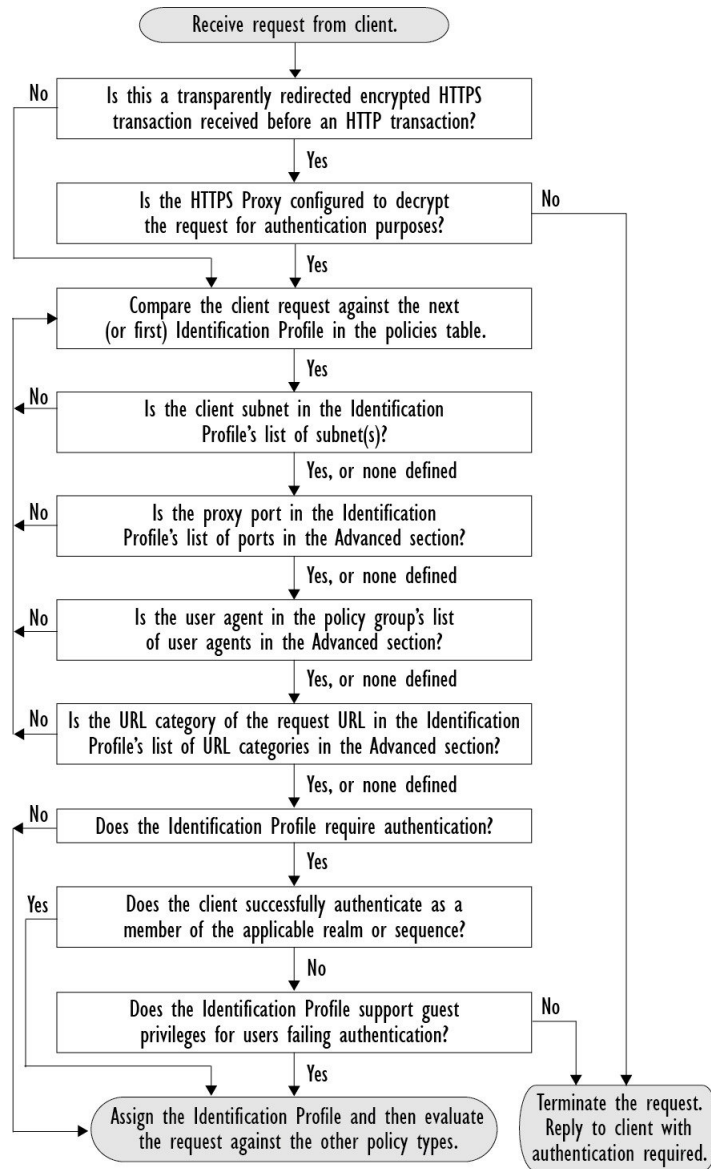 Receive request from client.
No
Is this a transparently redirected encrypted HTTPS
transaction received before an HTTP transaction?
Yes
Is the HTTPS Proxy configured to decrypt
the request for authentication purposes?
No
Yes
Compare the client request against the next
(or first) Identification Profile in the policies table.
Yes
No
Is the client subnet in the Identification
Profile's list of subnet(s)?
Yes, or none defined
No
Is the proxy port in the Identification
Profile's list of ports in the Advanced section?
Yes, or none defined
No
Is the user agent in the policy group's list
of user agents in the Advanced section?
Yes, or none defined
No
Is the URL category of the request URL in the Identification
Profile's list of URL categories in the Advanced section?
Yes, or none defined
No
Does the Identification Profile require authentication?
Yes
Yes
Does the client successfully authenticate as a
member of the applicable realm or sequence?
No
Does the Identification Profile support guest
privileges for users failing authentication?
No
Yes
Assign the Identification Profile and then evaluate
the request against the other policy types.
Terminate the request.
Reply to client with
authentication required.